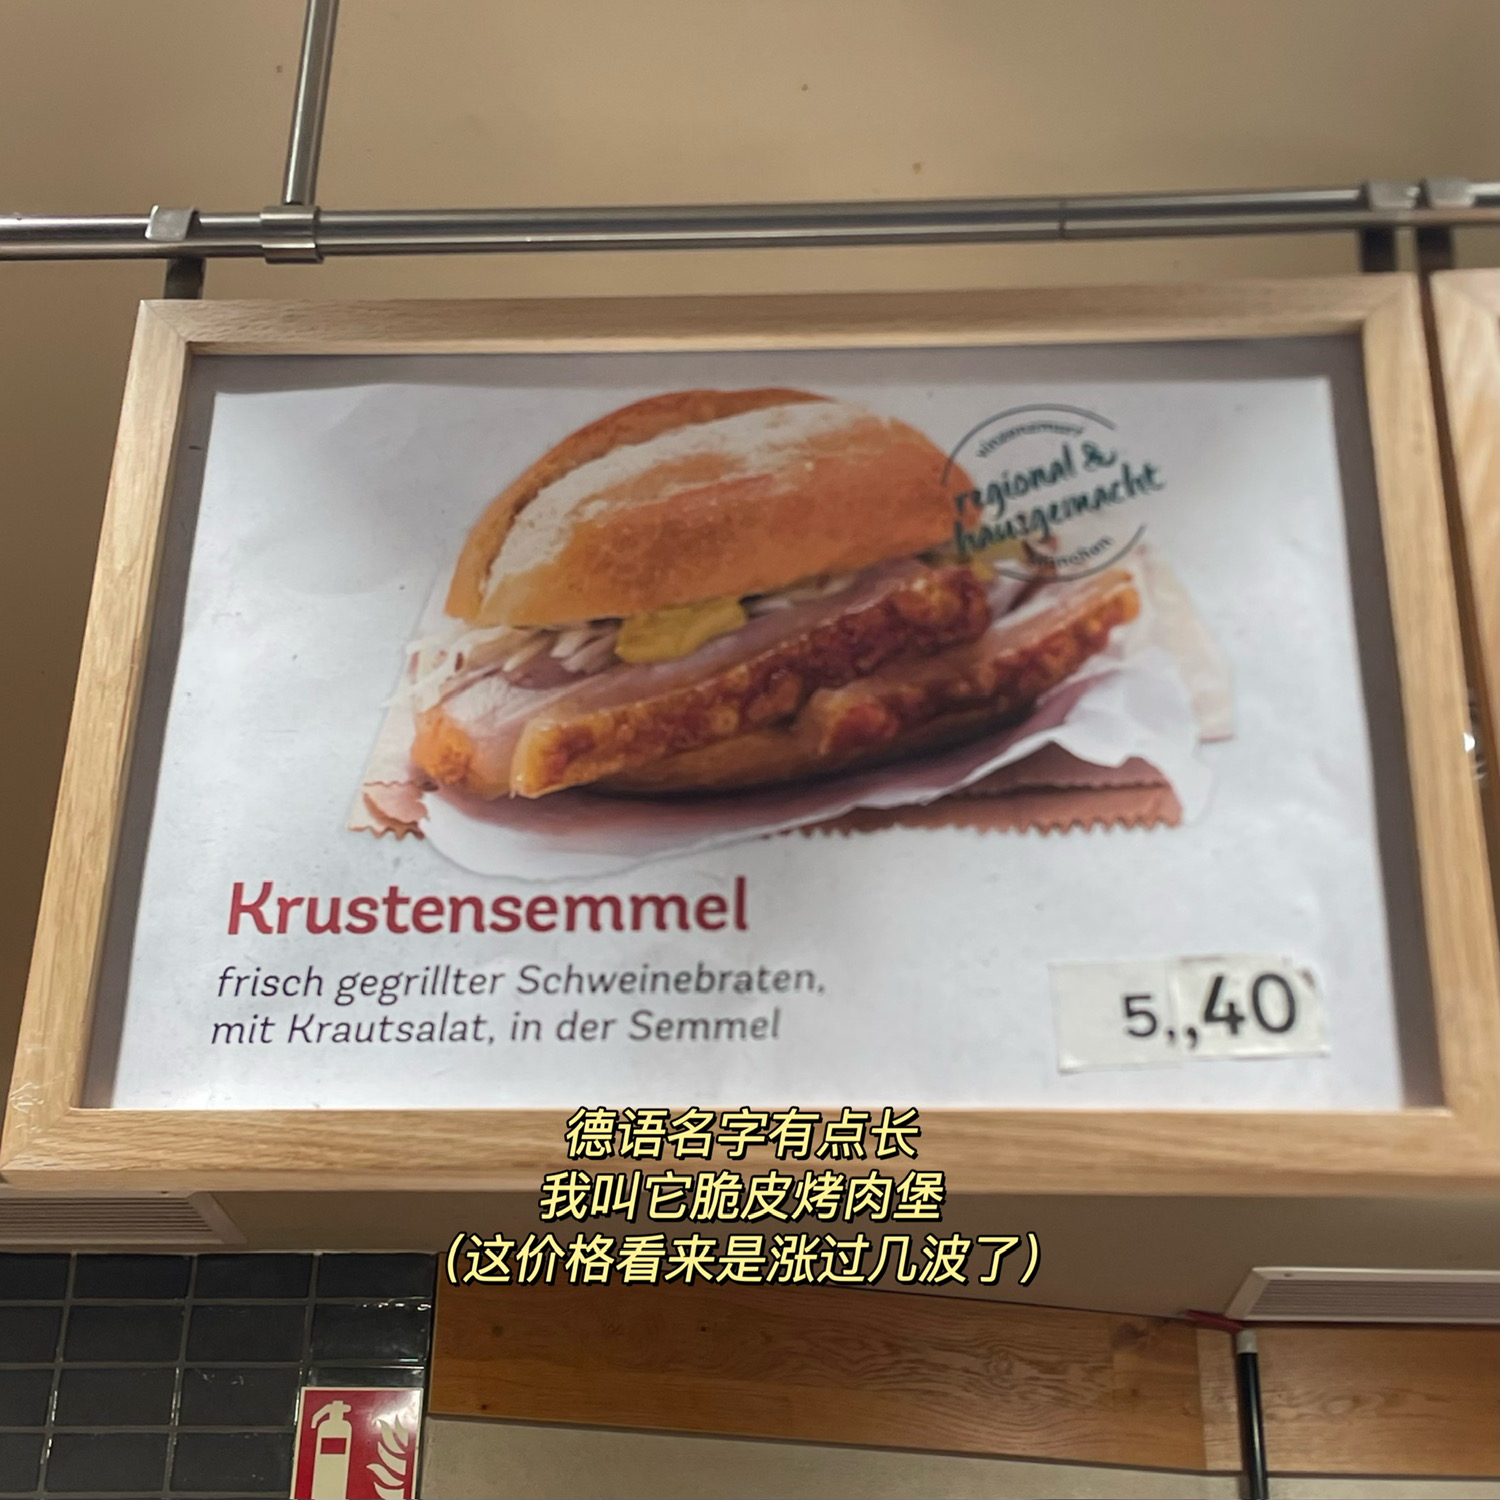 regional &
hausgemacht
Krustensemmel
frisch gegrillter Schweinebraten,
mit Krautsalat, in der Semmel
5,,40
德语名字有点长
我叫它脆皮烤肉堡
（这价格看来是涨过几波了）